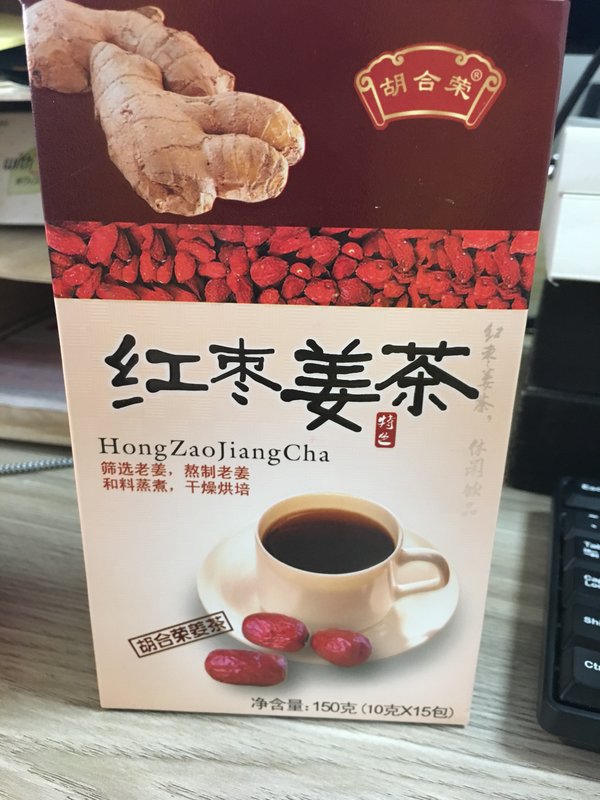 胡合荣®
红枣姜茶
特色
HongZaoJiangCha
筛选老姜，熬制老姜
和料蒸煮，干燥烘培
红枣姜茶，休闲饮品
胡合荣姜茶
净含量：150克(10克X15包)